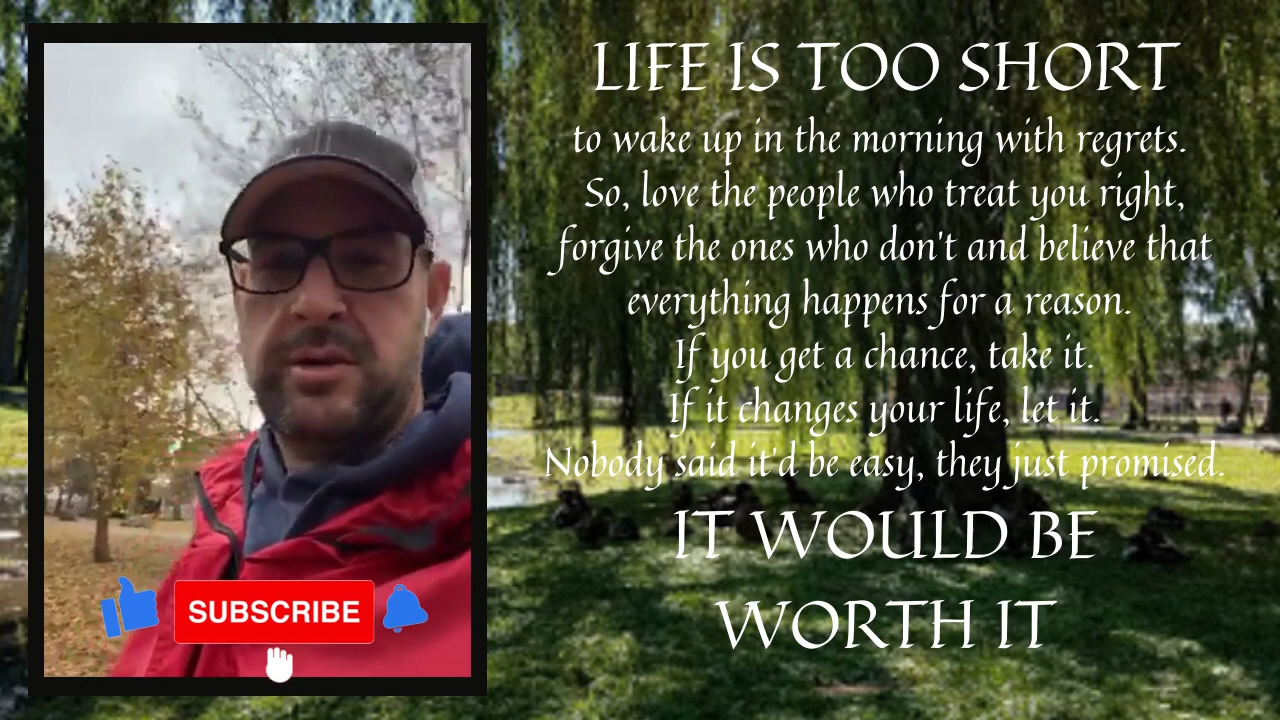 LIFE IS TOO SHORT
to wake up in the morning with regrets.
So, love the people who treat you right,
forgive the ones who don't and believe that
everything happens for a reason.
If you get a chance, take it.
If it changes your life, let it.
Nobody said it'd be easy, they just promised.
IT WOULD BE
WORTH IT
SUBSCRIBE